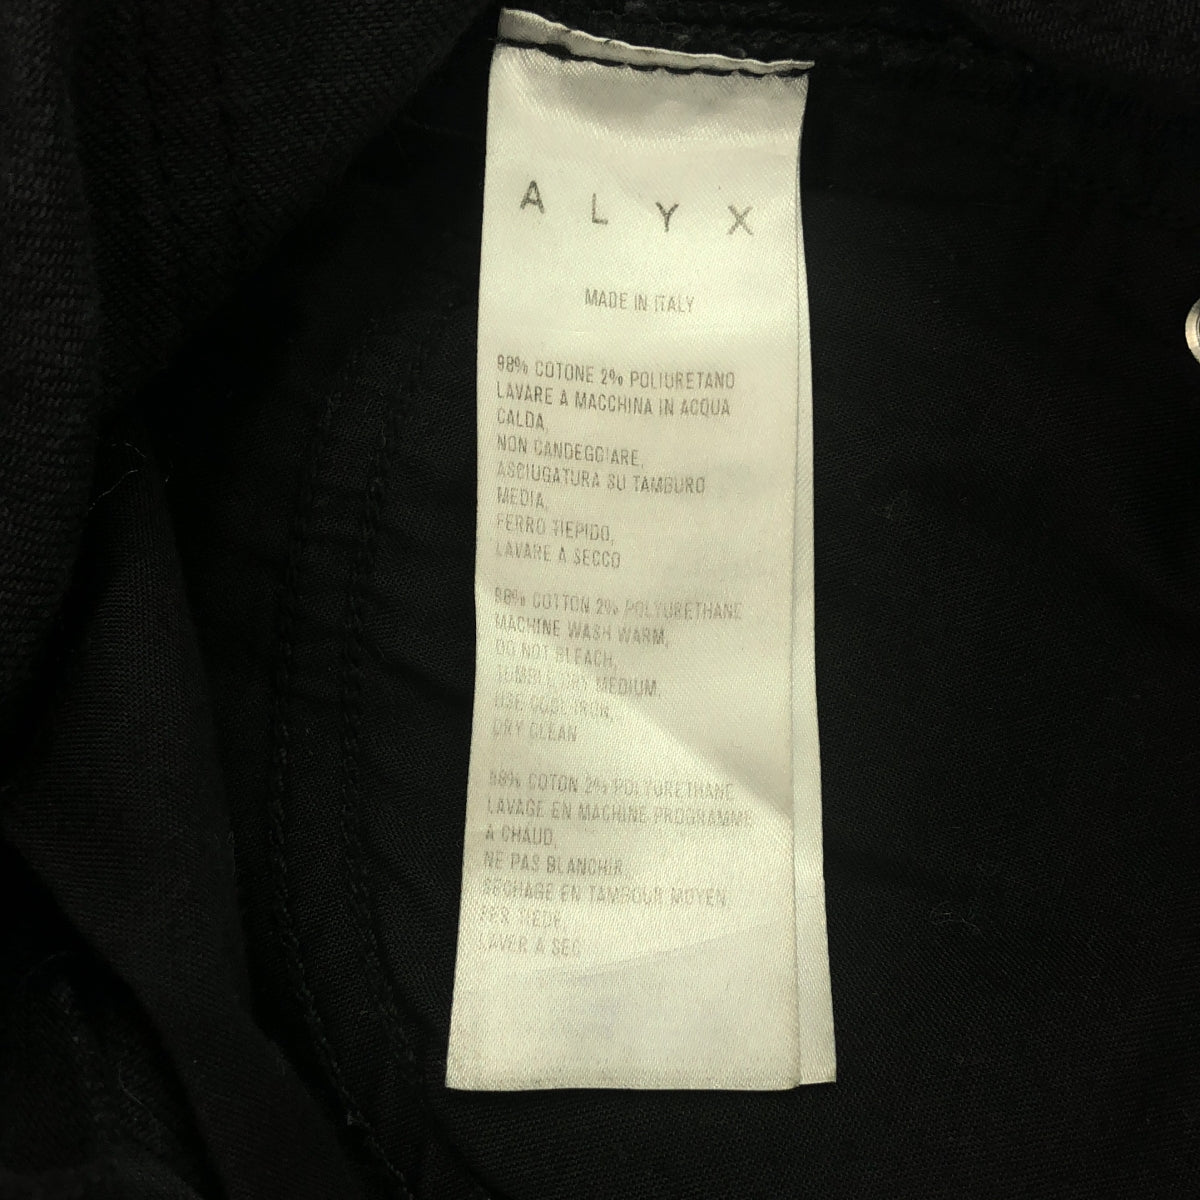 A L Y X
MADE IN ITALY
98% COTONE 2% POLIURETANO
LAVARE A MACCHINA IN ACQUA
CALDA,
NON CANDEGGIARE,
ASCIUGATURA SU TAMBURO
MEDIA,
FERRO TIEPIDO,
LAVARE A SECCO
98% COTTON 2% POLYURETHANE
MACHINE WASH WARM,
DO NOT BLEACH,
TUMBLE DRY MEDIUM,
USE COOL IRON,
DRY CLEAN
98% COTON 2% POLYURETHANE
LAVAGE EN MACHINE PROGRAMME
A CHAUD,
NE PAS BLANCHIR,
SECHAGE EN TAMBOUR MOYEN,
FER TIEDE,
LAVER A SEC